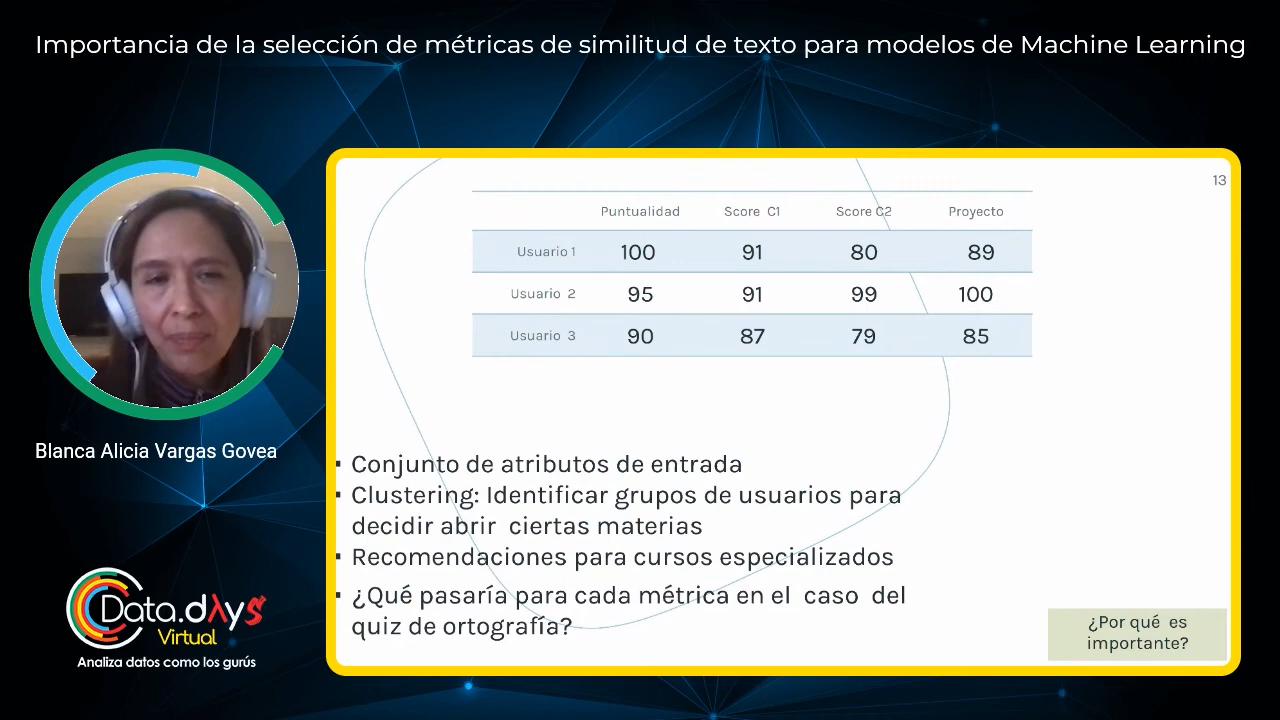 Importancia de la selección de métricas de similitud de texto para modelos de Machine Learning
13
Puntualidad Score C1 Score C2 Proyecto
Usuario 1 100 91 80 89
Usuario 2 95 91 99 100
Usuario 3 90 87 79 85
Blanca Alicia Vargas Govea
▪ Conjunto de atributos de entrada
▪ Clustering: Identificar grupos de usuarios para
decidir abrir ciertas materias
▪ Recomendaciones para cursos especializados
▪ ¿Qué pasaría para cada métrica en el caso del
quiz de ortografía?
¿Por qué es
importante?
Data.dλys
Virtual
Analiza datos como los gurús